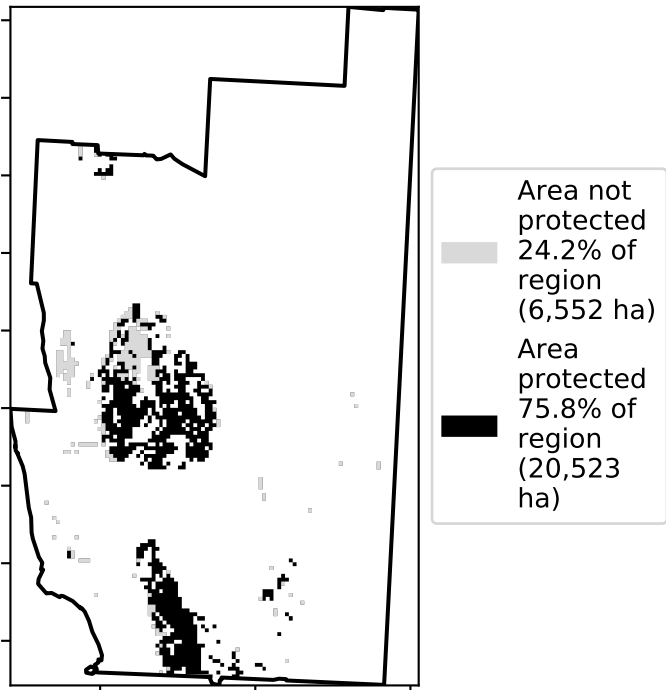 Area not
protected
24.2% of
region
(6,552 ha)
Area
protected
75.8% of
region
(20,523
ha)